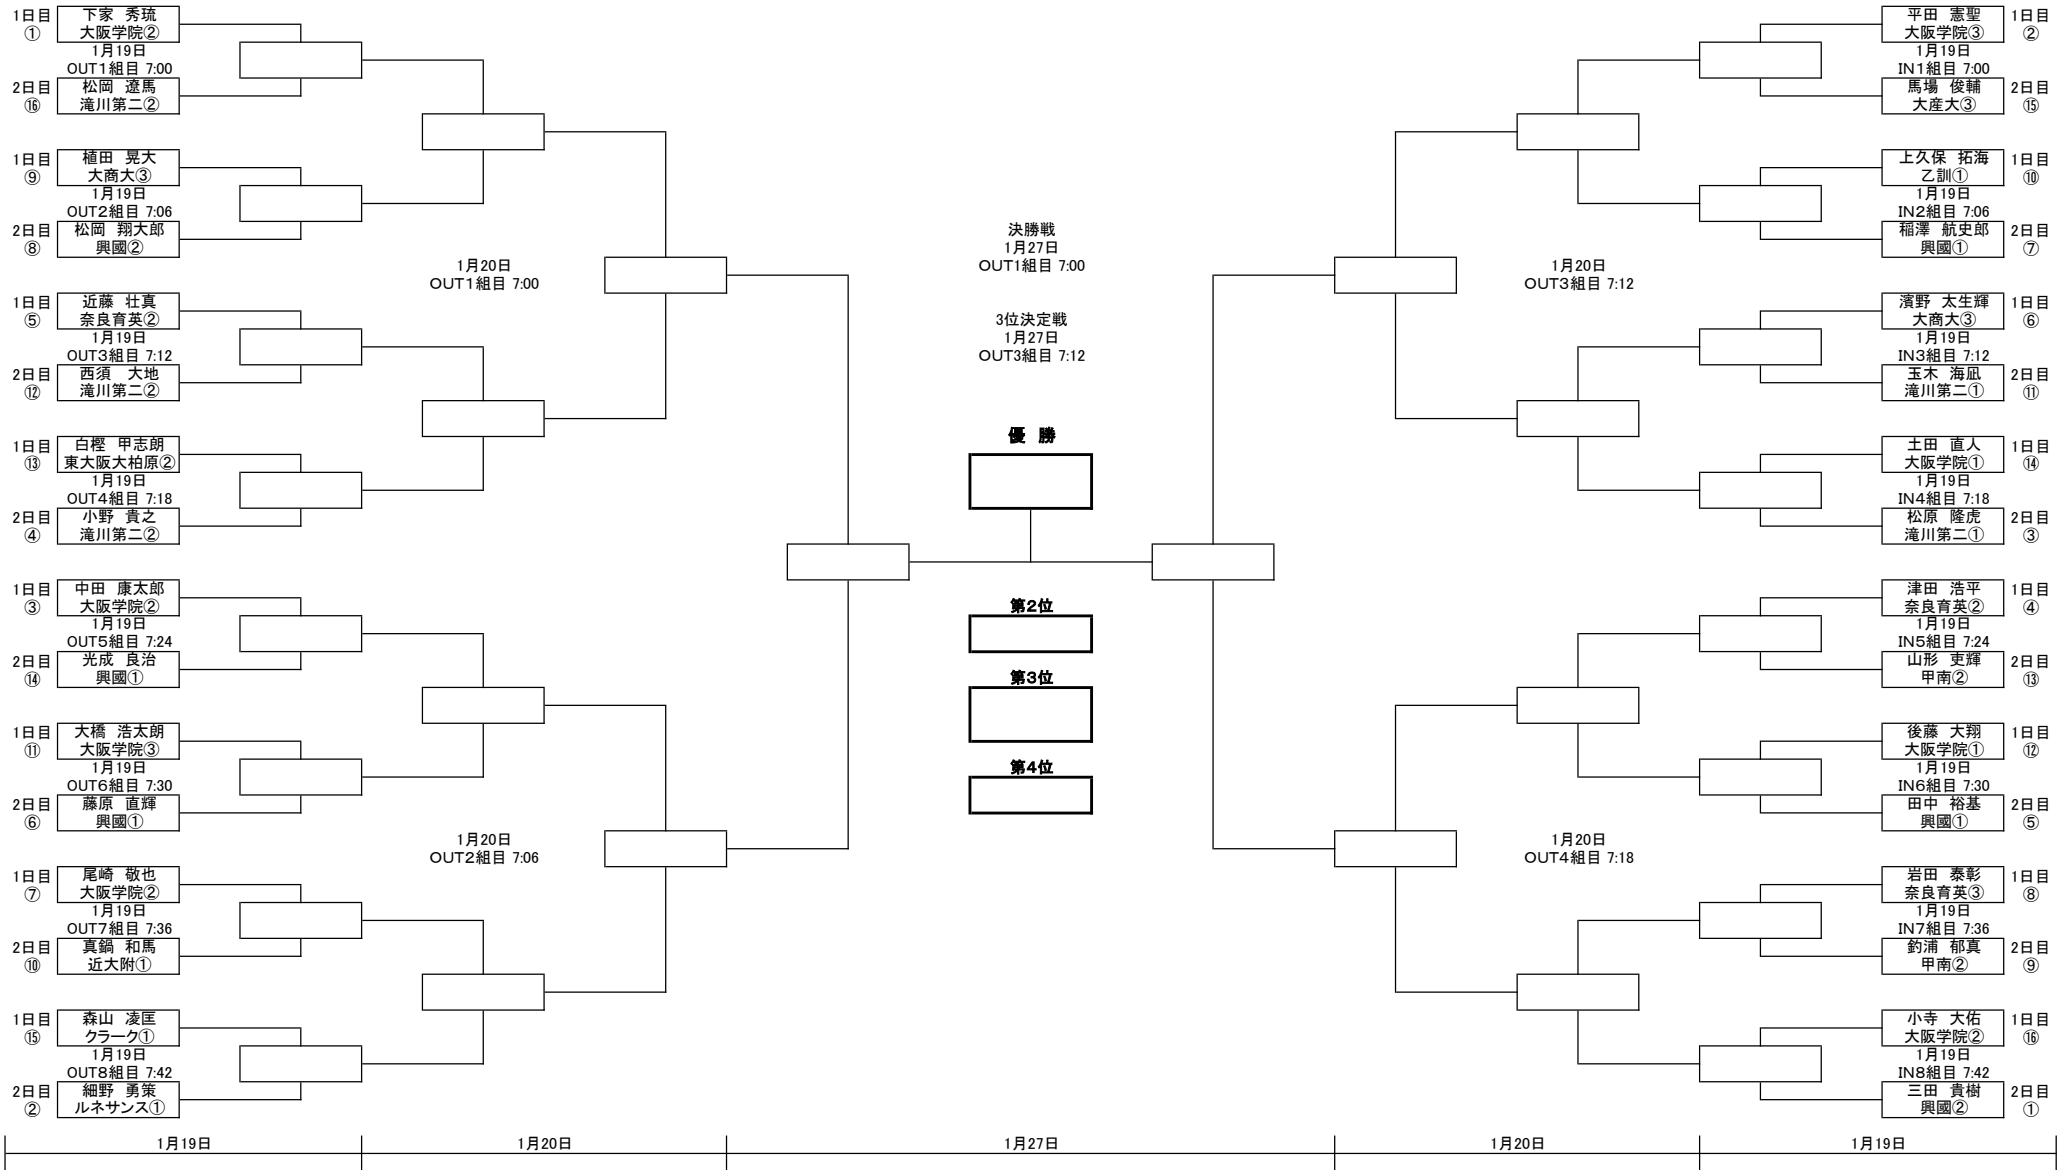 1日目
①
下家 秀琉
大阪学院②
1月19日
OUT1組目 7:00
2日目
⑯
松岡 遼馬
滝川第二②
1日目
⑨
植田 晃大
大商大③
1月19日
OUT2組目 7:06
2日目
⑧
松岡 翔大郎
興國②
1日目
⑤
近藤 壮真
奈良育英②
1月19日
OUT3組目 7:12
2日目
⑫
西須 大地
滝川第二②
1日目
⑬
白樫 甲志朗
東大阪大柏原②
1月19日
OUT4組目 7:18
2日目
④
小野 貴之
滝川第二②
1日目
③
中田 康太郎
大阪学院②
1月19日
OUT5組目 7:24
2日目
⑭
光成 良治
興國①
1日目
⑪
大橋 浩太朗
大阪学院③
1月19日
OUT6組目 7:30
2日目
⑥
藤原 直輝
興國①
1日目
⑦
尾崎 敬也
大阪学院②
1月19日
OUT7組目 7:36
2日目
⑩
真鍋 和馬
近大附①
1日目
⑮
森山 凌匡
クラーク①
1月19日
OUT8組目 7:42
2日目
②
細野 勇策
ルネサンス①
1月20日
OUT1組目 7:00
1月20日
OUT2組目 7:06
決勝戦
1月27日
OUT1組目 7:00
3位決定戦
1月27日
OUT3組目 7:12
優 勝
第2位
第3位
第4位
1月20日
OUT3組目 7:12
1月20日
OUT4組目 7:18
平田 憲聖
大阪学院③
1日目
②
1月19日
IN1組目 7:00
馬場 俊輔
大産大③
2日目
⑮
上久保 拓海
乙訓①
1日目
⑩
1月19日
IN2組目 7:06
稲澤 航史郎
興國①
2日目
⑦
濱野 太生輝
大商大③
1日目
⑥
1月19日
IN3組目 7:12
玉木 海凪
滝川第二①
2日目
⑪
土田 直人
大阪学院①
1日目
⑭
1月19日
IN4組目 7:18
松原 隆虎
滝川第二①
2日目
③
津田 浩平
奈良育英②
1日目
④
1月19日
IN5組目 7:24
山形 吏輝
甲南②
2日目
⑬
後藤 大翔
大阪学院①
1日目
⑫
1月19日
IN6組目 7:30
田中 裕基
興國①
2日目
⑤
岩田 泰彰
奈良育英③
1日目
⑧
1月19日
IN7組目 7:36
釣浦 郁真
甲南②
2日目
⑨
小寺 大佑
大阪学院②
1日目
⑯
1月19日
IN8組目 7:42
三田 貴樹
興國②
2日目
①
1月19日
1月20日
1月27日
1月20日
1月19日